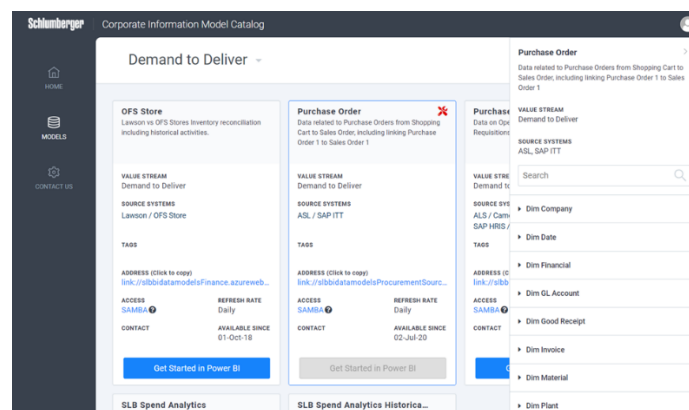 Schlumberger
Corporate Information Model Catalog
HOME
MODELS
CONTACT US
Demand to Deliver
OFS Store
Lawson vs OFS Stores Inventory reconciliation
including historical activities.
VALUE STREAM
Demand to Deliver
SOURCE SYSTEMS
Lawson / OFS Store
TAGS
ADDRESS (Click to copy)
link://slbbidatamodelsFinance.azureweb...
ACCESS
REFRESH RATE
SAMBA
Daily
CONTACT
AVAILABLE SINCE
01-Oct-18
Get Started in Power BI
SLB Spend Analytics
Purchase Order
Data related to Purchase Orders from Shopping
Cart to Sales Order, including linking Purchase
Order 1 to Sales Order 1
VALUE STREAM
Demand to Deliver
SOURCE SYSTEMS
ASL / SAP ITT
TAGS
ADDRESS (Click to copy)
link://slbbidatamodelsProcurementSourc...
ACCESS
REFRESH RATE
SAMBA
Daily
CONTACT
AVAILABLE SINCE
02-Jul-20
Get Started in Power BI
SLB Spend Analytics Historica...
Purchase
Data on Ope
Requisitions
VALUE STRE
Demand to
SOURCE SYS
ALS / Cam
SAP HRIS /
TAGS
ADDRESS (C
link://slbb
ACCESS
SAMBA
CONTACT
Purchase Order
Data related to Purchase Orders from Shopping Cart to
Sales Order, including linking Purchase Order 1 to Sales
Order 1
VALUE STREAM
Demand to Deliver
SOURCE SYSTEMS
ASL, SAP ITT
Search
Dim Company
Dim Date
Dim Financial
Dim GL Account
Dim Good Receipt
Dim Invoice
Dim Material
Dim Plant